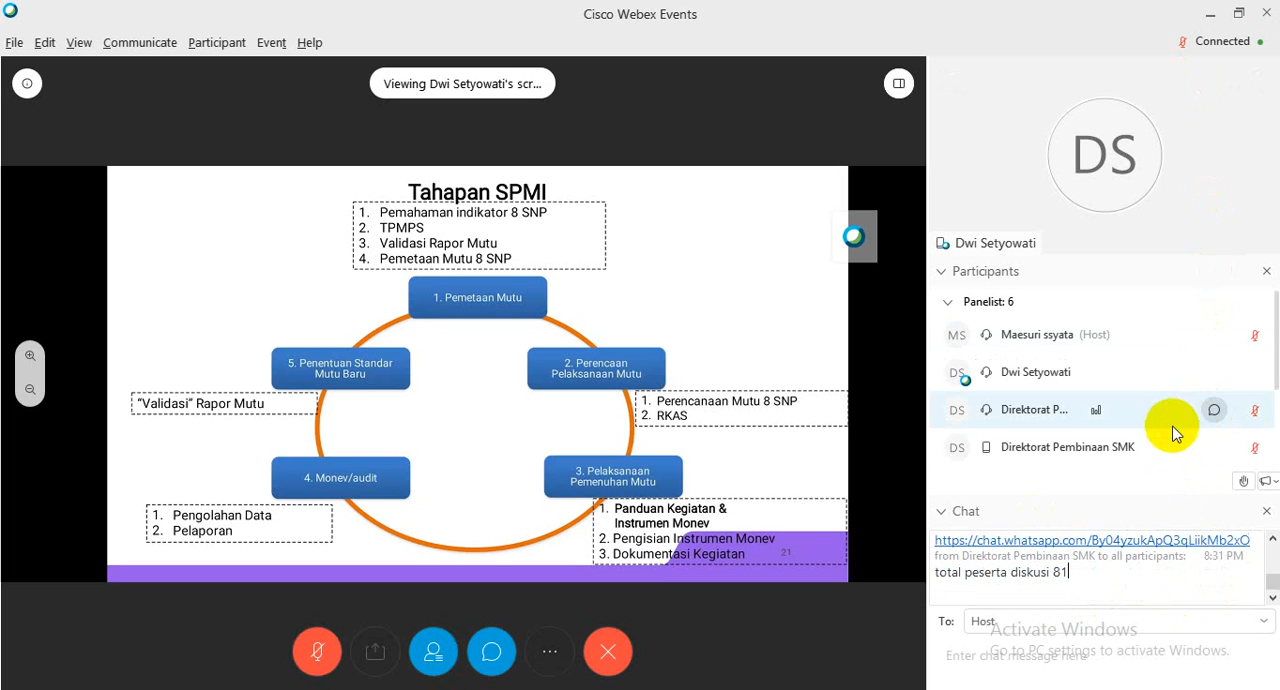 Cisco Webex Events
File Edit View Communicate Participant Event Help
Connected
Viewing Dwi Setyowati's scr...
Tahapan SPMI
1. Pemahaman indikator 8 SNP
2. TPMPS
3. Validasi Rapor Mutu
4. Pemetaan Mutu 8 SNP
1. Pemetaan Mutu
5. Penentuan Standar
Mutu Baru
2. Perencaan
Pelaksanaan Mutu
"Validasi" Rapor Mutu
1. Perencanaan Mutu 8 SNP
2. RKAS
4. Monev/audit
3. Pelaksanaan
Pemenuhan Mutu
1. Pengolahan Data
2. Pelaporan
1. Panduan Kegiatan &
Instrumen Monev
2. Pengisian Instrumen Monev
3. Dokumentasi Kegiatan
21
DS
Dwi Setyowati
Participants
Panelist: 6
MS Maesuri ssyata (Host)
DS Dwi Setyowati
DS Direktorat P...
DS Direktorat Pembinaan SMK
Chat
https://chat.whatsapp.com/By04yzukApQ3qLiikMb2xO
from Direktorat Pembinaan SMK to all participants: 8:31 PM
total peserta diskusi 81
To: Host
Activate Windows
Go to PC settings to activate Windows.
Enter chat message here